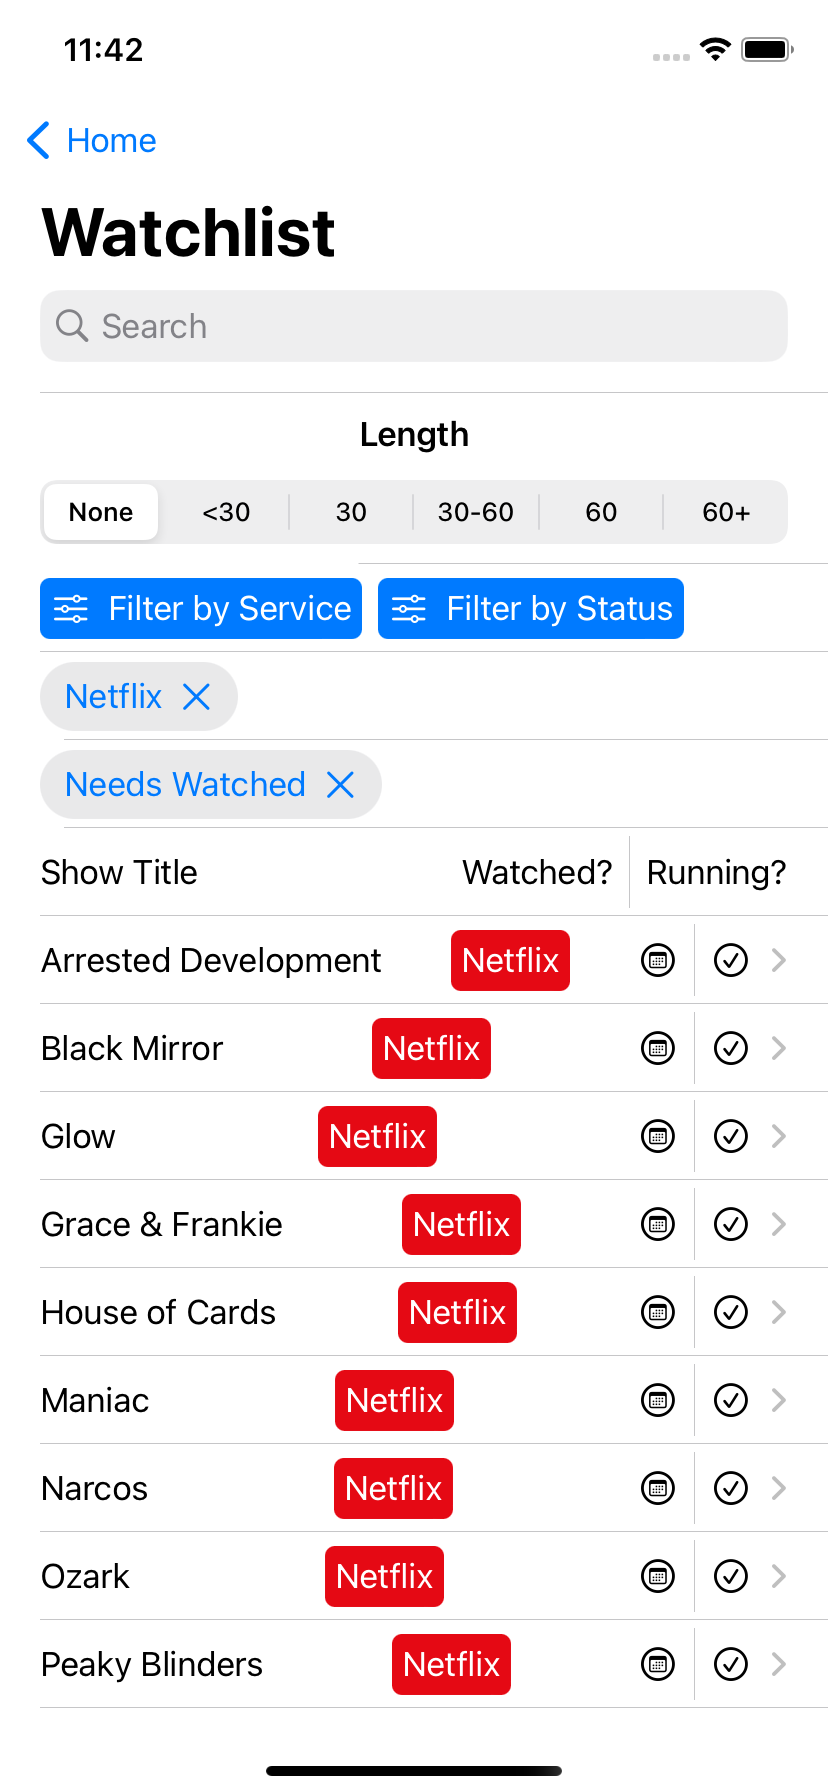 11:42
Home
Watchlist
Search
Length
None <30 30 30-60 60 60+
Filter by Service Filter by Status
Netflix
Needs Watched
Show Title Watched? Running?
Arrested Development Netflix
Black Mirror Netflix
Glow Netflix
Grace & Frankie Netflix
House of Cards Netflix
Maniac Netflix
Narcos Netflix
Ozark Netflix
Peaky Blinders Netflix